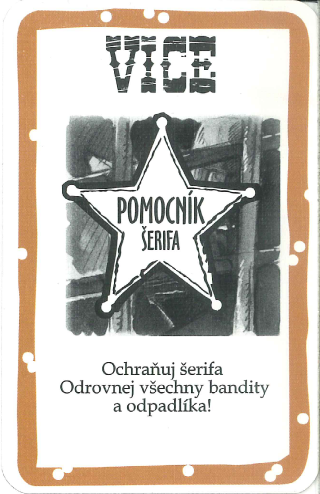 VICE
POMOCNÍK
ŠERIFA
Ochraňuj šerifa
Odrovnej všechny bandity
a odpadlíka!